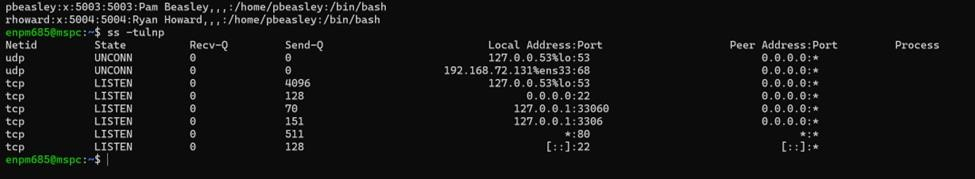 pbeasley:x:5003:5003:Pam Beasley,,,:/home/pbeasley:/bin/bash
rhoward:x:5004:5004:Ryan Howard,,,:/home/pbeasley:/bin/bash
enpm685@mspc:~$ ss -tulnp
Netid State Recv-Q Send-Q Local Address:Port Peer Address:Port Process
udp UNCONN 0 0 127.0.0.53%lo:53 0.0.0.0:*
udp UNCONN 0 0 192.168.72.131%ens33:68 0.0.0.0:*
tcp LISTEN 0 4096 127.0.0.53%lo:53 0.0.0.0:*
tcp LISTEN 0 128 0.0.0.0:22 0.0.0.0:*
tcp LISTEN 0 70 127.0.0.1:33060 0.0.0.0:*
tcp LISTEN 0 151 127.0.0.1:3306 0.0.0.0:*
tcp LISTEN 0 511 *:80 *:*
tcp LISTEN 0 128 [::]:22 [::]:*
enpm685@mspc:~$